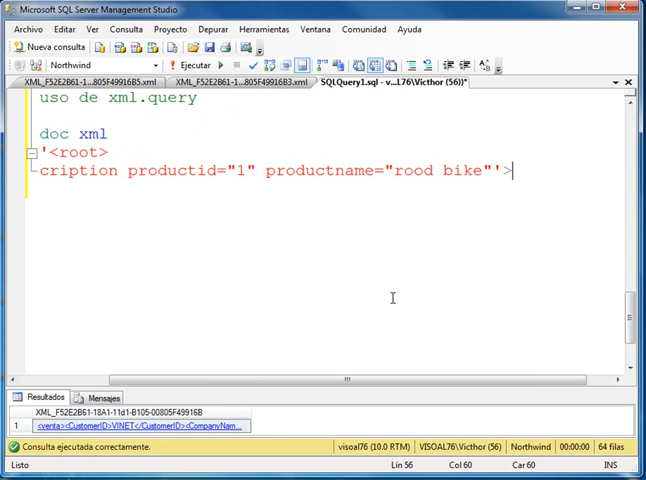 Microsoft SQL Server Management Studio
Archivo Editar Ver Consulta Proyecto Depurar Herramientas Ventana Comunidad Ayuda
Nueva consulta
Northwind Ejecutar
XML_F52E2B61-1...805F49916B5.xml XML_F52E2B61-1...805F49916B3.xml SQLQuery1.sql - v...L76\Victhor (56))*
uso de xml.query
doc xml
'<root>
cription productid="1" productname="rood bike"'>
Resultados Mensajes
XML_F52E2B61-18A1-11d1-B105-00805F49916B
1 <venta><CustomerID>VINET</CustomerID><CompanyNam...
Consulta ejecutada correctamente. visoal76 (10.0 RTM) VISOAL76\Victhor (56) Northwind 00:00:00 64 filas
Listo Lín 56 Col 60 Car 60 INS